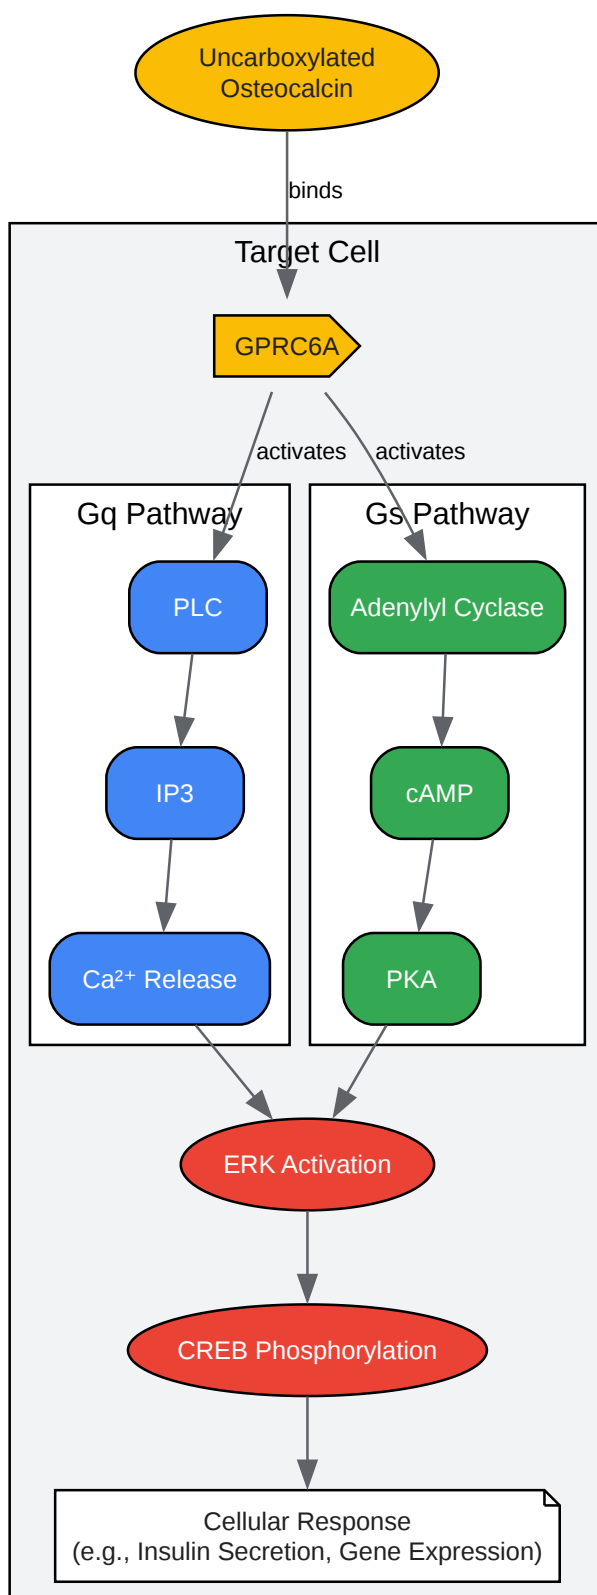 Uncarboxylated
Osteocalcin
binds
Target Cell
GPRC6A
activates
activates
Gq Pathway
Gs Pathway
PLC
Adenylyl Cyclase
IP3
cAMP
Ca²⁺ Release
PKA
ERK Activation
CREB Phosphorylation
Cellular Response
(e.g., Insulin Secretion, Gene Expression)